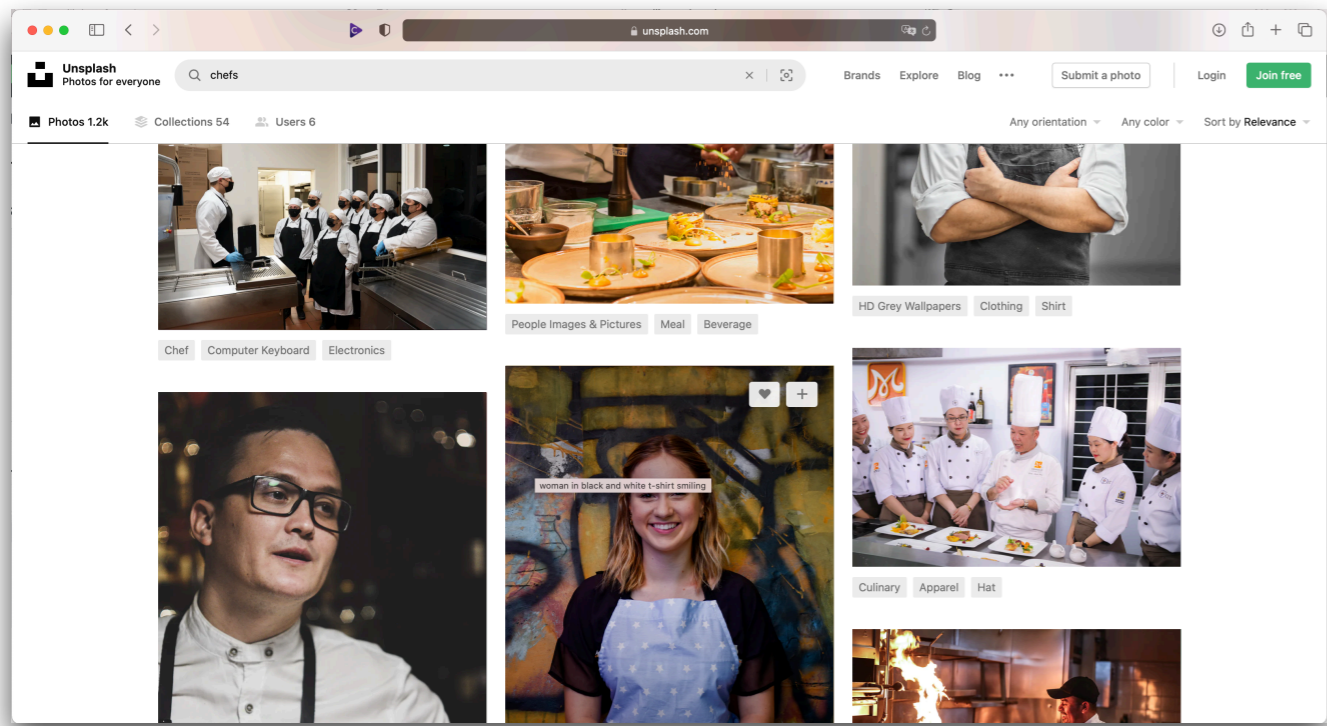 unsplash.com
Unsplash
Photos for everyone
chefs
Brands Explore Blog
Submit a photo
Login
Join free
Photos 1.2k
Collections 54
Users 6
Any orientation
Any color
Sort by Relevance
Chef Computer Keyboard Electronics
People Images & Pictures Meal Beverage
HD Grey Wallpapers Clothing Shirt
woman in black and white t-shirt smiling
Culinary Apparel Hat